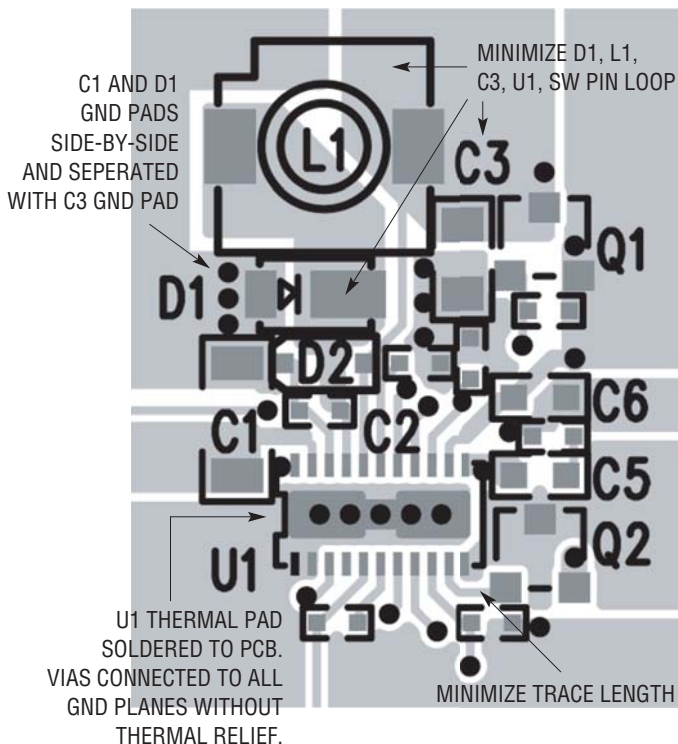 MINIMIZE D1, L1,
C3, U1, SW PIN LOOP
C1 AND D1
GND PADS
SIDE-BY-SIDE
AND SEPERATED
WITH C3 GND PAD
L1
C3
Q1
D1
D2
C6
C1
C2
C5
Q2
U1
U1 THERMAL PAD
SOLDERED TO PCB.
VIAS CONNECTED TO ALL
GND PLANES WITHOUT
THERMAL RELIEF.
MINIMIZE TRACE LENGTH